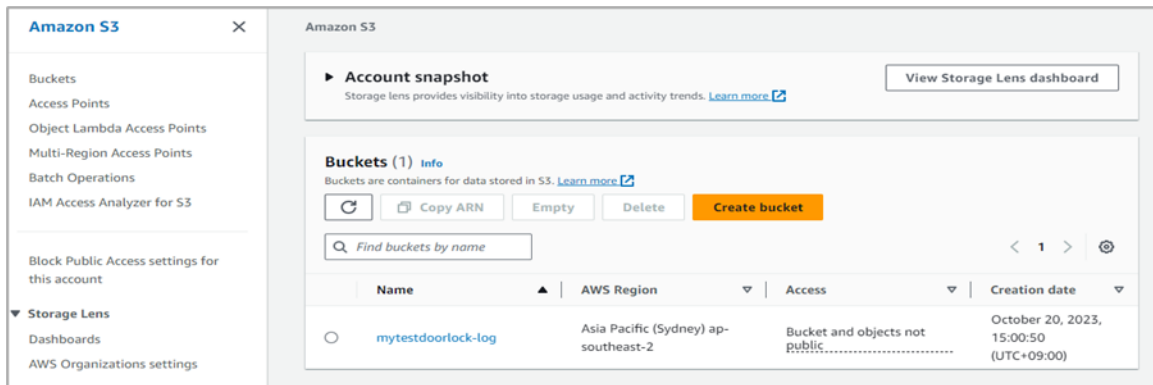 Amazon S3
Buckets
Access Points
Object Lambda Access Points
Multi-Region Access Points
Batch Operations
IAM Access Analyzer for S3
Block Public Access settings for
this account
Storage Lens
Dashboards
AWS Organizations settings
Amazon S3
Account snapshot
Storage lens provides visibility into storage usage and activity trends. Learn more
View Storage Lens dashboard
Buckets (1) Info
Buckets are containers for data stored in S3. Learn more
Copy ARN Empty Delete Create bucket
Find buckets by name
1
Name AWS Region Access Creation date
mytestdoorlock-log
Asia Pacific (Sydney) ap-
southeast-2
Bucket and objects not
public
October 20, 2023,
15:00:50
(UTC+09:00)